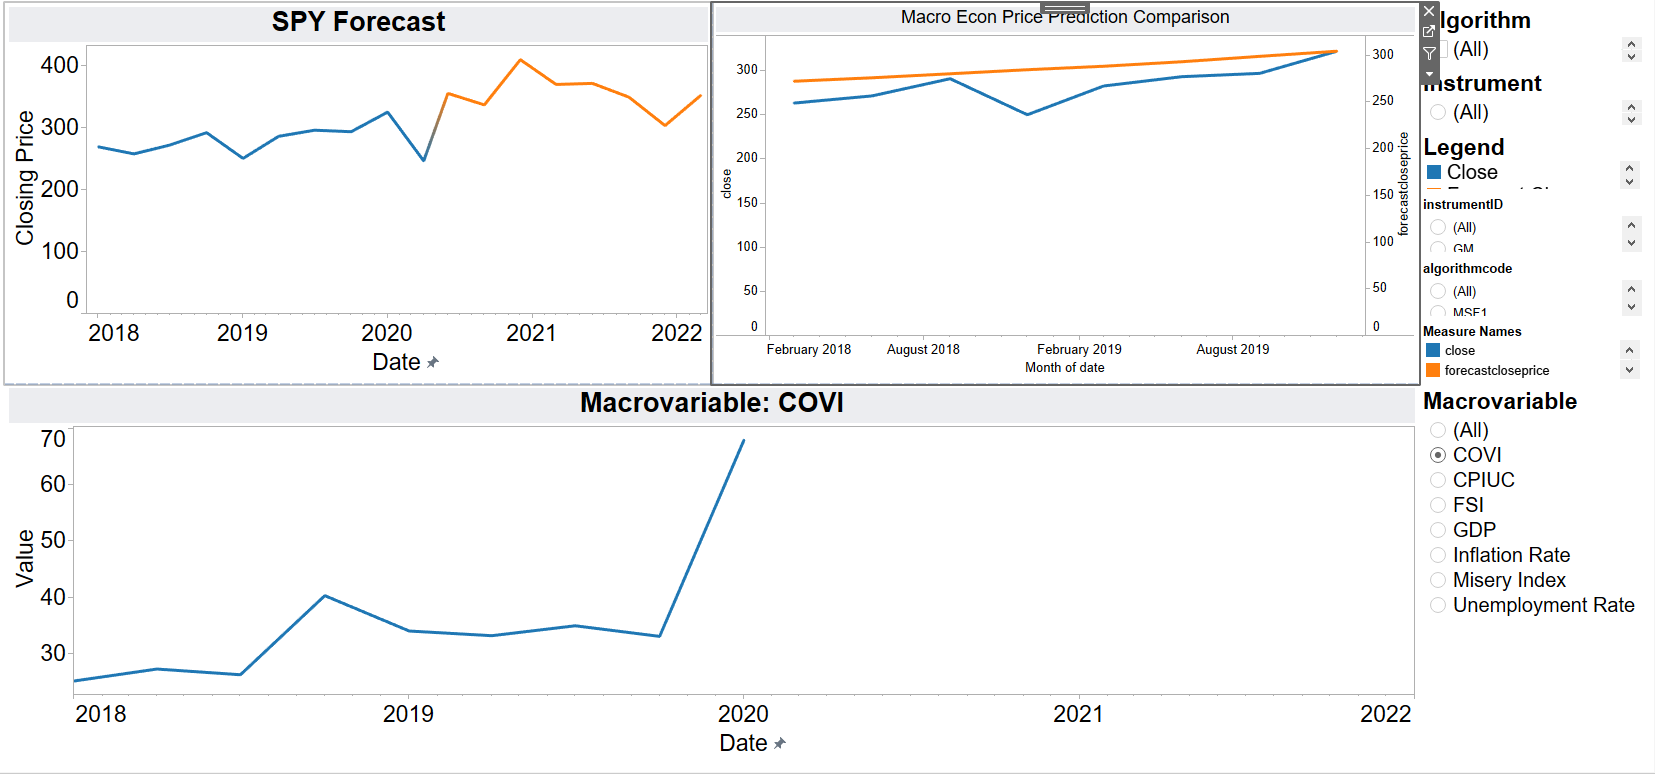 SPY Forecast
Closing Price
400
300
200
100
0
2018 2019 2020 2021 2022
Date
Macro Econ Price Prediction Comparison
close
300
250
200
150
100
50
0
300
250
200
150
100
50
0
forecastcloseprice
February 2018 August 2018 February 2019 August 2019
Month of date
lgorithm
(All)
nstrument
(All)
Legend
Close
instrumentID
(All)
GM
algorithmcode
(All)
MSF1
Measure Names
close
forecastcloseprice
Macrovariable: COVI
Value
70
60
50
40
30
2018 2019 2020 2021 2022
Date
Macrovariable
(All)
COVI
CPIUC
FSI
GDP
Inflation Rate
Misery Index
Unemployment Rate